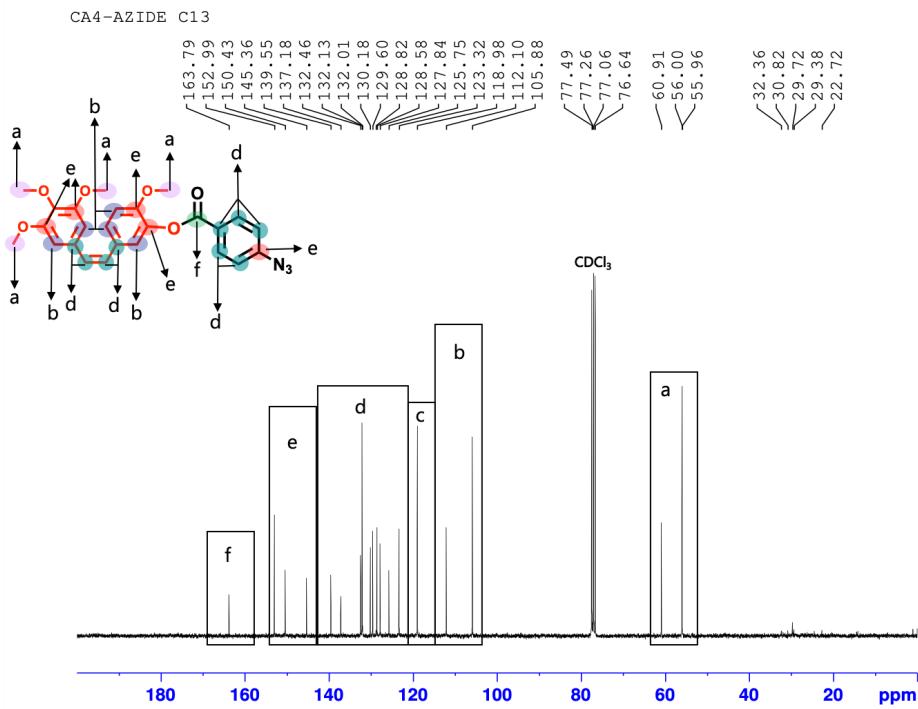 CA4-AZIDE C13
163.79
152.99
150.43
145.36
139.55
137.18
132.46
132.13
132.01
130.18
129.60
128.82
128.58
127.84
125.75
123.32
118.98
112.10
105.88
77.49
77.26
77.06
76.64
60.91
56.00
55.96
32.36
30.82
29.72
29.38
22.72
b
a
a
a
e
e
d
O
O
O
O
O
O
e
f
N3
a
b
d
d
b
e
d
CDCl3
b
a
d
c
e
f
180
160
140
120
100
80
60
40
20
ppm